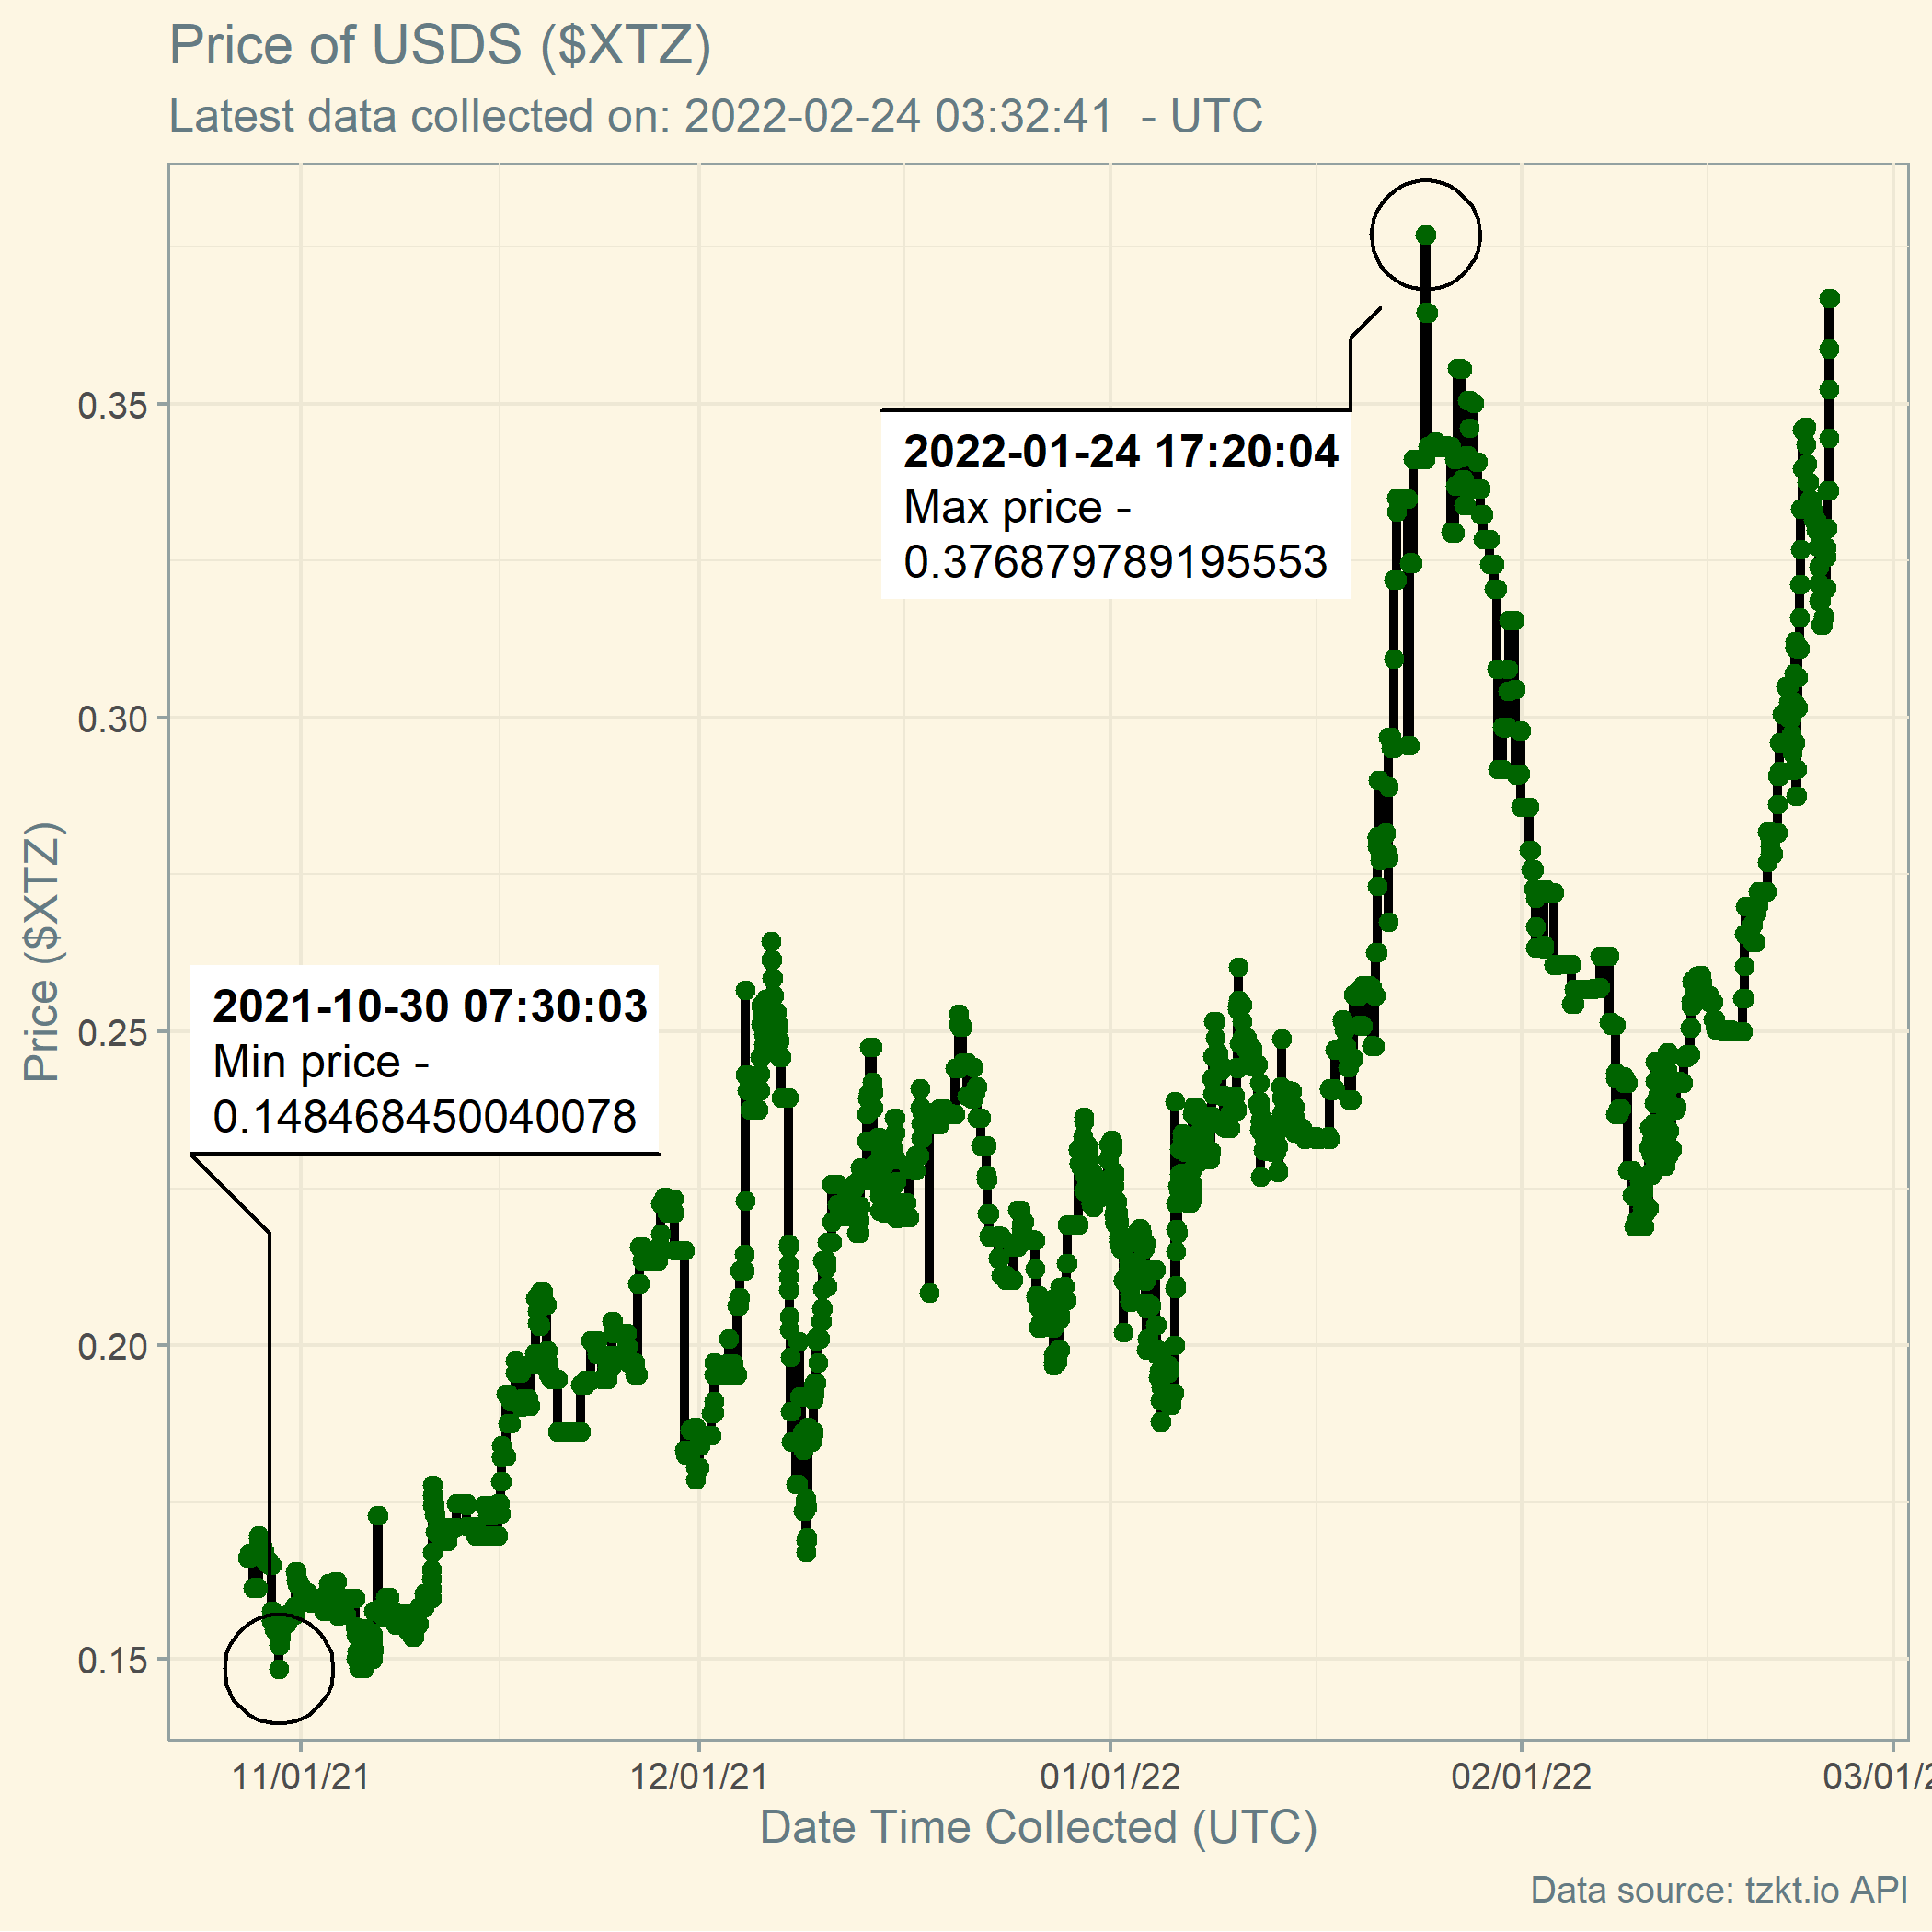 Price of USDS ($XTZ)
Latest data collected on: 2022-02-24 03:32:41  - UTC
2022-01-24 17:20:04
Max price -
0.376879789195553
2021-10-30 07:30:03
Min price -
0.148468450040078
Price ($XTZ)
0.35
0.30
0.25
0.20
0.15
11/01/21
12/01/21
01/01/22
02/01/22
03/01/2
Date Time Collected (UTC)
Data source: tzkt.io API